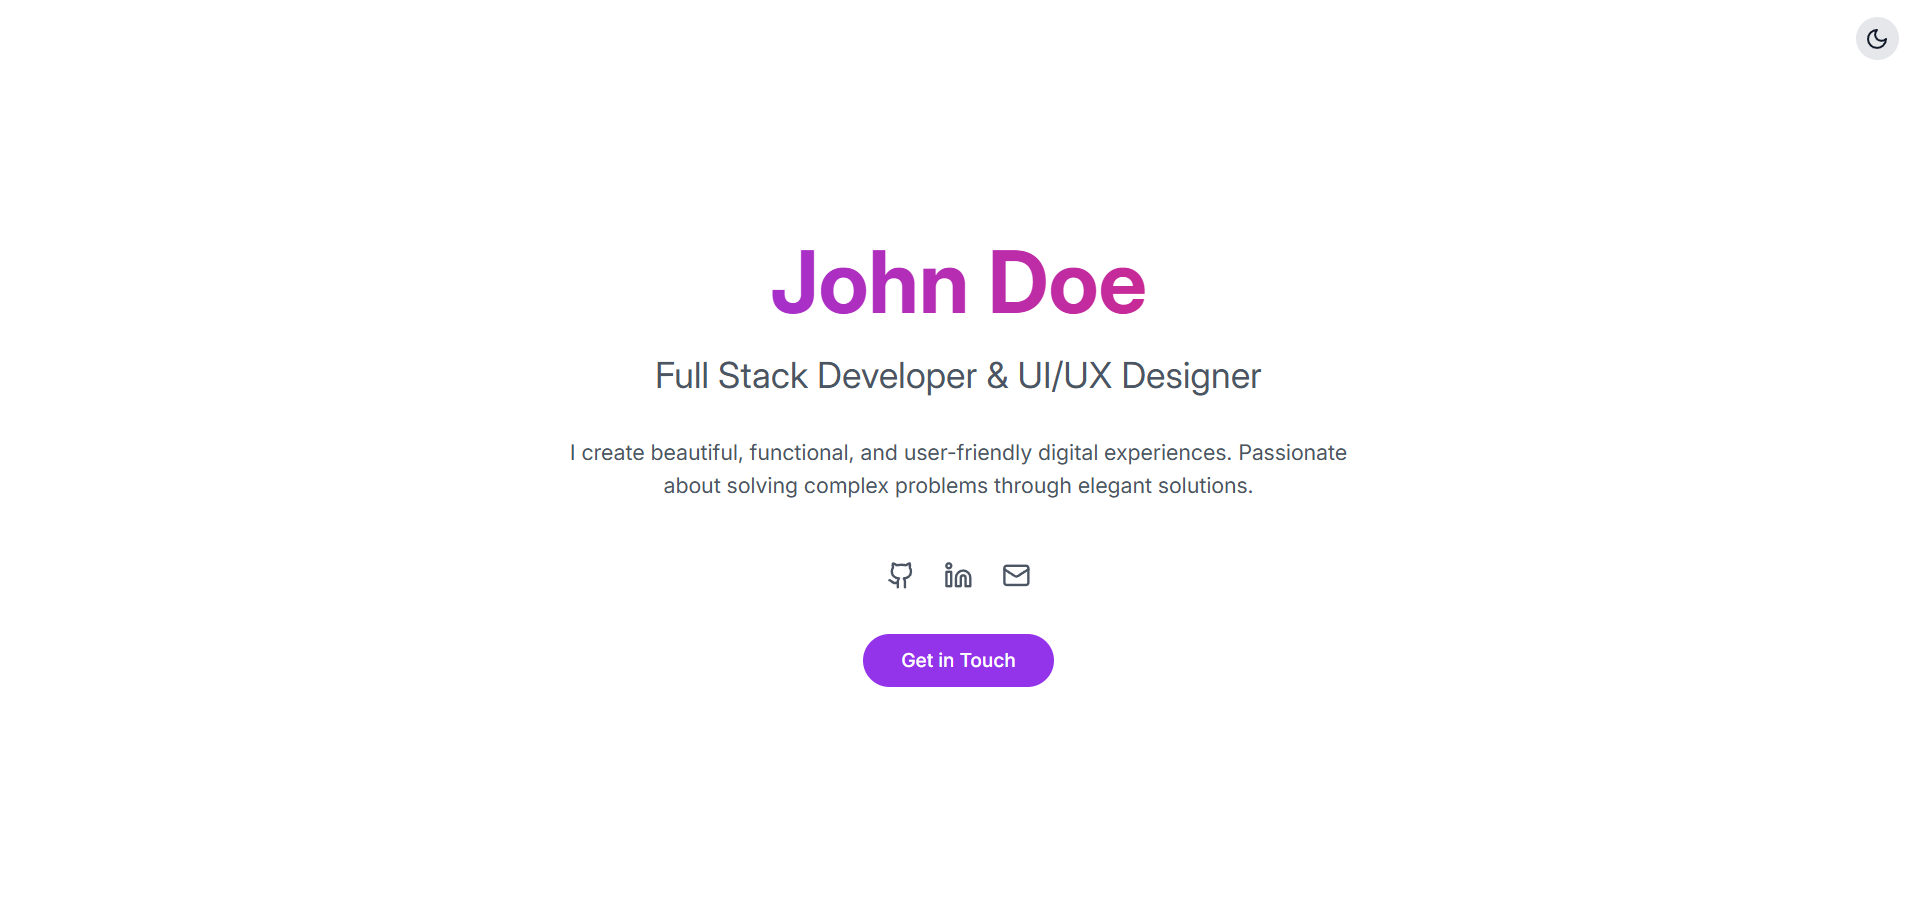 John Doe
Full Stack Developer & UI/UX Designer
I create beautiful, functional, and user-friendly digital experiences. Passionate
about solving complex problems through elegant solutions.
Get in Touch